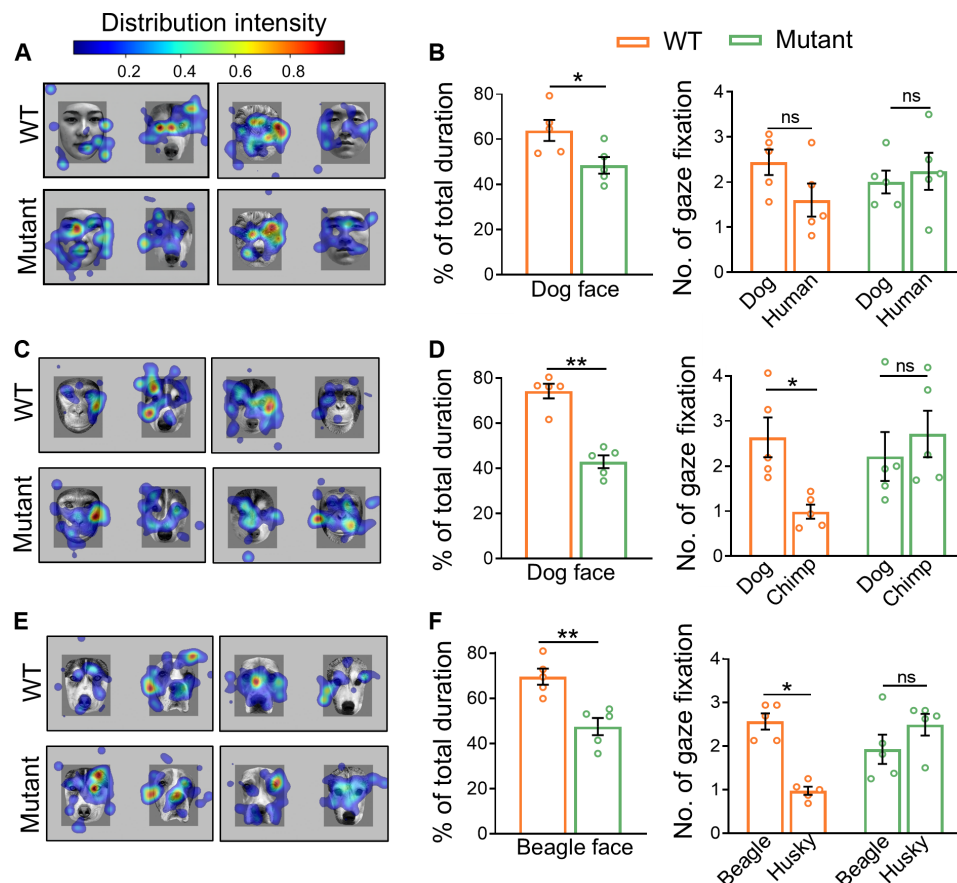 Distribution intensity
0.2 0.4 0.6 0.8
WT Mutant
A
WT
Mutant
B
% of total duration
80
60
40
20
0
*
Dog face
No. of gaze fixation
4
3
2
1
0
ns
ns
Dog
Human
Dog
Human
C
WT
Mutant
D
% of total duration
80
60
40
20
0
**
Dog face
No. of gaze fixation
4
3
2
1
0
*
ns
Dog
Chimp
Dog
Chimp
E
WT
Mutant
F
% of total duration
80
60
40
20
0
**
Beagle face
No. of gaze fixation
4
3
2
1
0
*
ns
Beagle
Husky
Beagle
Husky